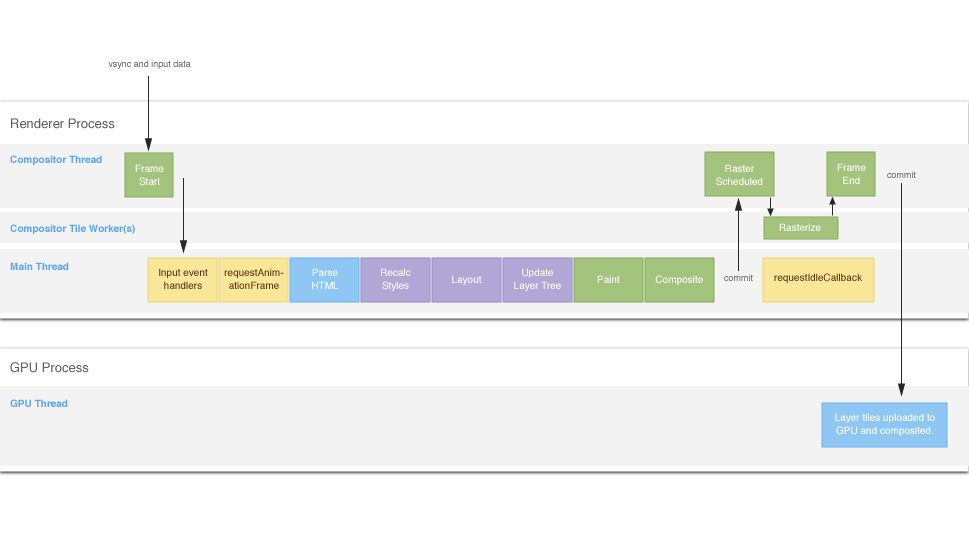 vsync and input data
Renderer Process
Compositor Thread
Frame
Start
Raster
Scheduled
Frame
End
commit
Compositor Tile Worker(s)
Rasterize
Main Thread
Input event
handlers
requestAnim-
ationFrame
Parse
HTML
Recalc
Styles
Layout
Update
Layer Tree
Paint
Composite
commit
requestIdleCallback
GPU Process
GPU Thread
Layer tiles uploaded to
GPU and composited.